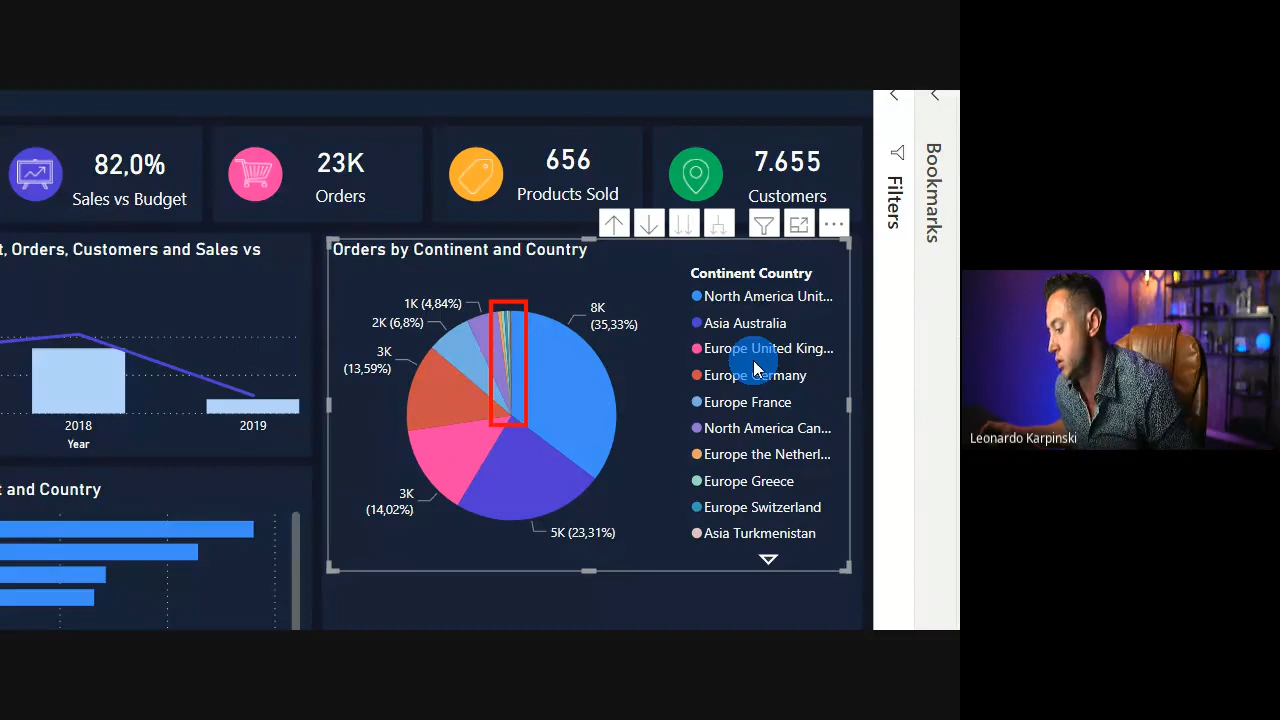 82,0%
Sales vs Budget
23K
Orders
656
Products Sold
7.655
Customers
Bookmarks
Filters
t, Orders, Customers and Sales vs
2018
2019
Year
t and Country
Orders by Continent and Country
1K (4,84%)
2K (6,8%)
3K
(13,59%)
3K
(14,02%)
5K (23,31%)
8K
(35,33%)
Continent Country
North America Unit...
Asia Australia
Europe United King...
Europe Germany
Europe France
North America Can...
Europe the Netherl...
Europe Greece
Europe Switzerland
Asia Turkmenistan
Leonardo Karpinski